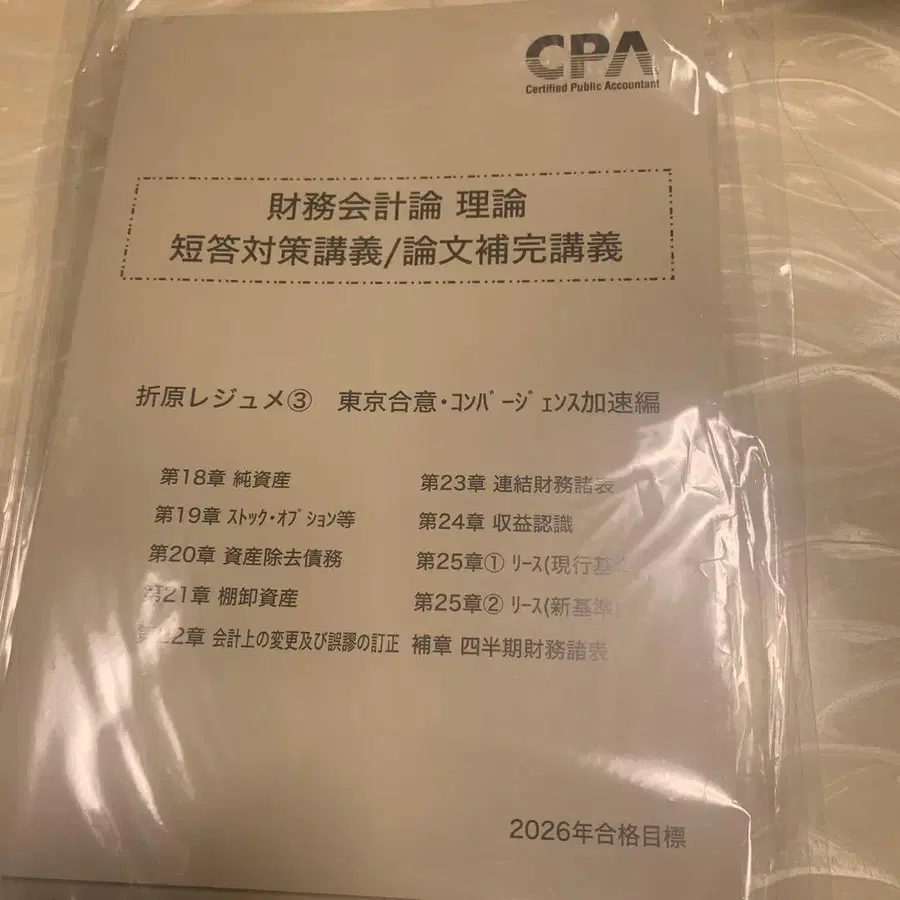 CPA
Certified Public Accountant
財務会計論 理論
短答対策講義/論文補完講義
折原レジュメ③ 東京合意・ｺﾝﾊﾞｰｼﾞｪﾝｽ加速編
第18章 純資産
第19章 ｽﾄｯｸ・ｵﾌﾟｼｮﾝ等
第20章 資産除去債務
第21章 棚卸資産
第22章 会計上の変更及び誤謬の訂正
第23章 連結財務諸表
第24章 収益認識
第25章① ﾘｰｽ(現行基準
第25章② ﾘｰｽ(新基準)
補章 四半期財務諸表
2026年合格目標